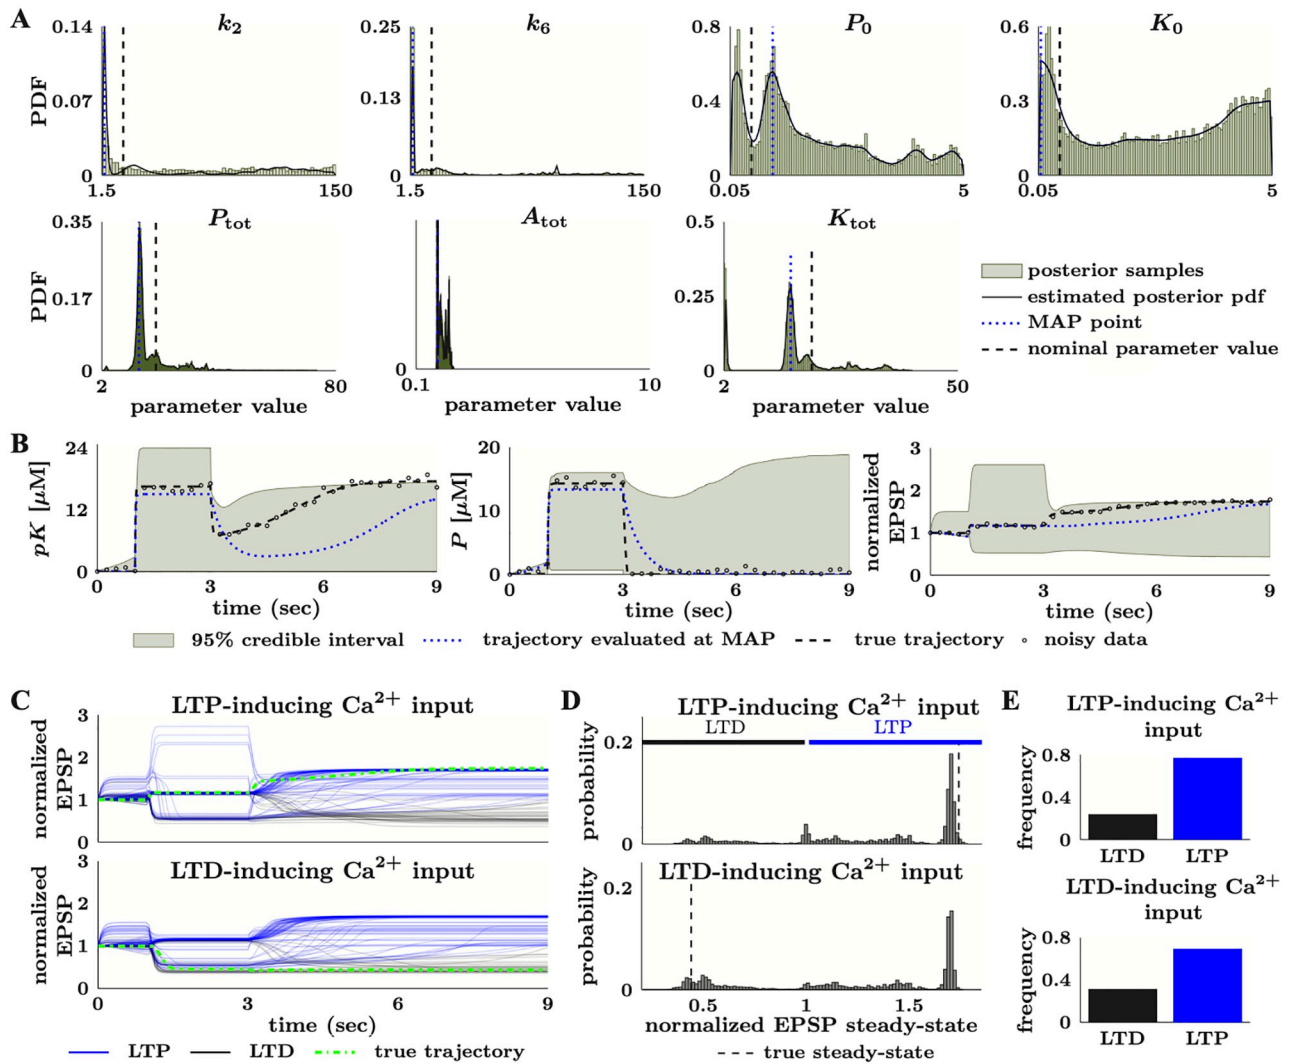 A
k₂
k₆
P₀
K₀
PDF
0.14
0.07
0
1.5
150
0.25
0.13
0
1.5
150
0.8
0.4
0
0.05
5
0.6
0.3
0
0.05
5
P_tot
A_tot
K_tot
PDF
0.35
0.17
0
2
80
parameter value
0
0.1
10
parameter value
0.5
0.25
0
2
50
parameter value
posterior samples
estimated posterior pdf
MAP point
nominal parameter value
B
pK [μM]
24
12
0
0
3
6
9
time (sec)
P [μM]
20
10
0
0
3
6
9
time (sec)
normalized
EPSP
3
2
1
0
0
3
6
9
time (sec)
95% credible interval
trajectory evaluated at MAP
true trajectory
noisy data
C
LTP-inducing Ca²⁺ input
normalized
EPSP
3
2
1
0
LTD-inducing Ca²⁺ input
normalized
EPSP
3
2
1
0
0
3
6
9
time (sec)
LTP
LTD
true trajectory
D
LTP-inducing Ca²⁺ input
LTD
LTP
probability
0.2
0
LTD-inducing Ca²⁺ input
probability
0.2
0
0.5
1
1.5
normalized EPSP steady-state
true steady-state
E
LTP-inducing Ca²⁺
input
frequency
0.8
0.4
0
LTD
LTP
LTD-inducing Ca²⁺
input
frequency
0.8
0.4
0
LTD
LTP